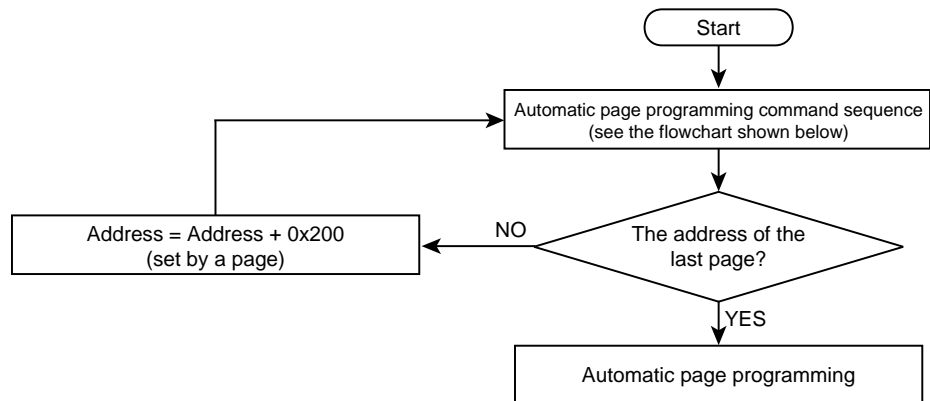 Start
Automatic page programming command sequence
(see the flowchart shown below)
Address = Address + 0x200
(set by a page)
NO
The address of the
last page?
YES
Automatic page programming